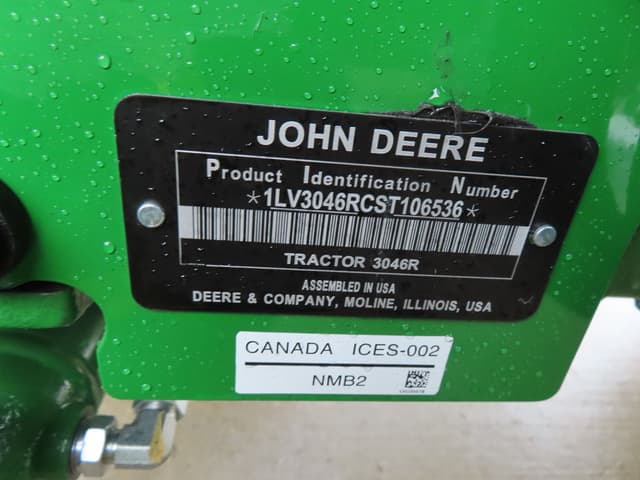 JOHN DEERE
Product Identification Number
*1LV3046RCST106536*
TRACTOR 3046R
ASSEMBLED IN USA
DEERE & COMPANY, MOLINE, ILLINOIS, USA
CANADA ICES-002
NMB2